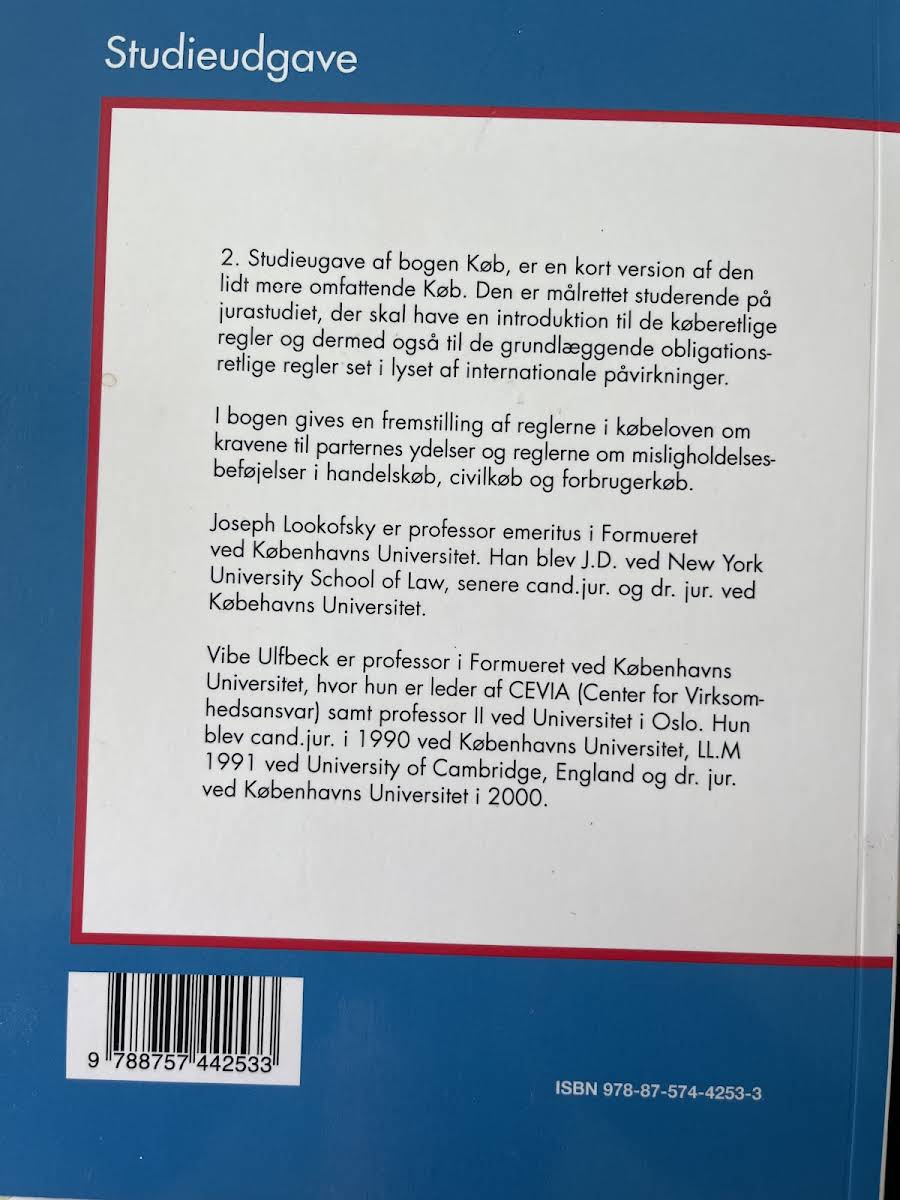 Studieudgave
2. Studieugave af bogen Køb, er en kort version af den
lidt mere omfattende Køb. Den er målrettet studerende på
jurastudiet, der skal have en introduktion til de køberetlige
regler og dermed også til de grundlæggende obligations-
retlige regler set i lyset af internationale påvirkninger.
I bogen gives en fremstilling af reglerne i købeloven om
kravene til parternes ydelser og reglerne om misligholdelses-
beføjelser i handelskøb, civilkøb og forbrugerkøb.
Joseph Lookofsky er professor emeritus i Formueret
ved Københavns Universitet. Han blev J.D. ved New York
University School of Law, senere cand.jur. og dr. jur. ved
Købehavns Universitet.
Vibe Ulfbeck er professor i Formueret ved Københavns
Universitet, hvor hun er leder af CEVIA (Center for Virksom-
hedsansvar) samt professor II ved Universitet i Oslo. Hun
blev cand.jur. i 1990 ved Københavns Universitet, LL.M
1991 ved University of Cambridge, England og dr. jur.
ved Københavns Universitet i 2000.
9 788757 442533
ISBN 978-87-574-4253-3